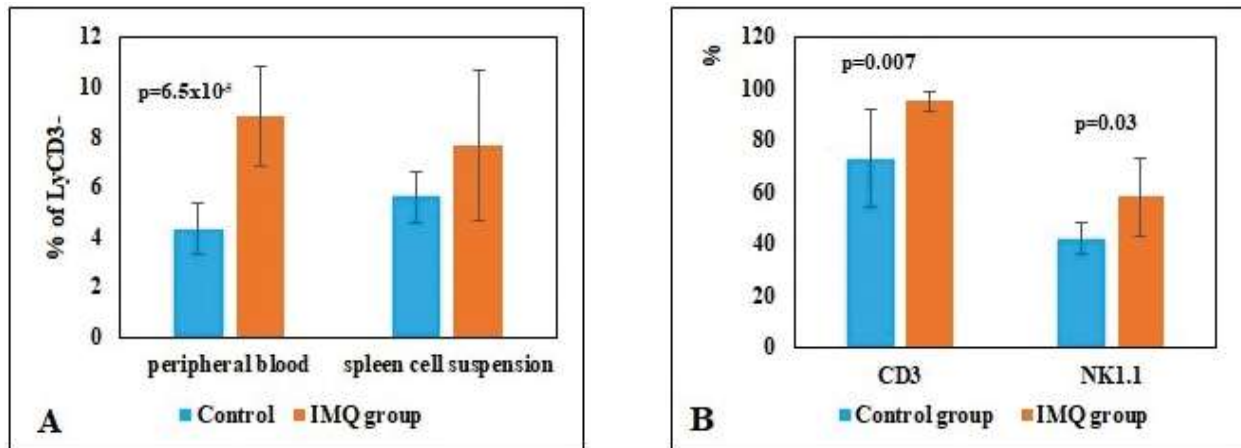 12
10
8
6
4
2
0
% of LyCD3-
p=6.5x10⁻⁵
peripheral blood spleen cell suspension
Control IMQ group
A
120
100
80
60
40
20
0
%
p=0.007
p=0.03
CD3 NK1.1
Control group IMQ group
B